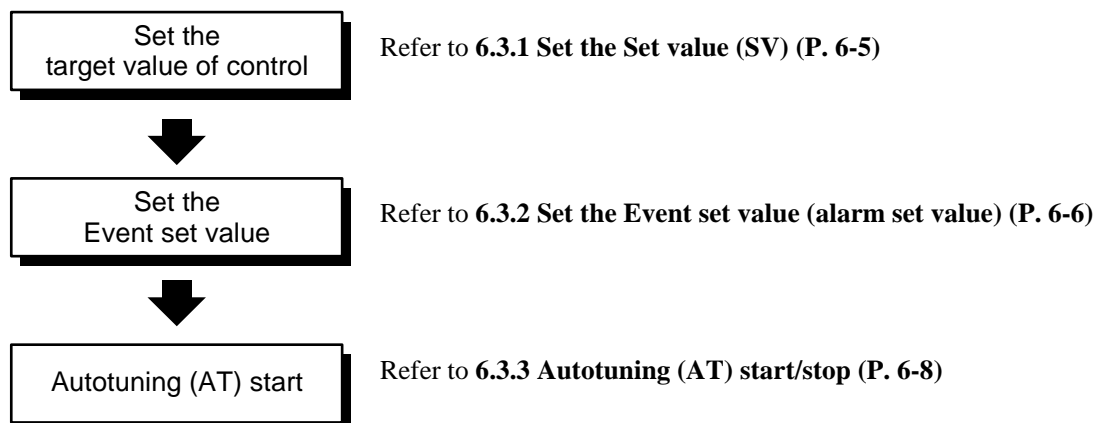 Set the
target value of control
Refer to 6.3.1 Set the Set value (SV) (P. 6-5)
Set the
Event set value
Refer to 6.3.2 Set the Event set value (alarm set value) (P. 6-6)
Autotuning (AT) start
Refer to 6.3.3 Autotuning (AT) start/stop (P. 6-8)